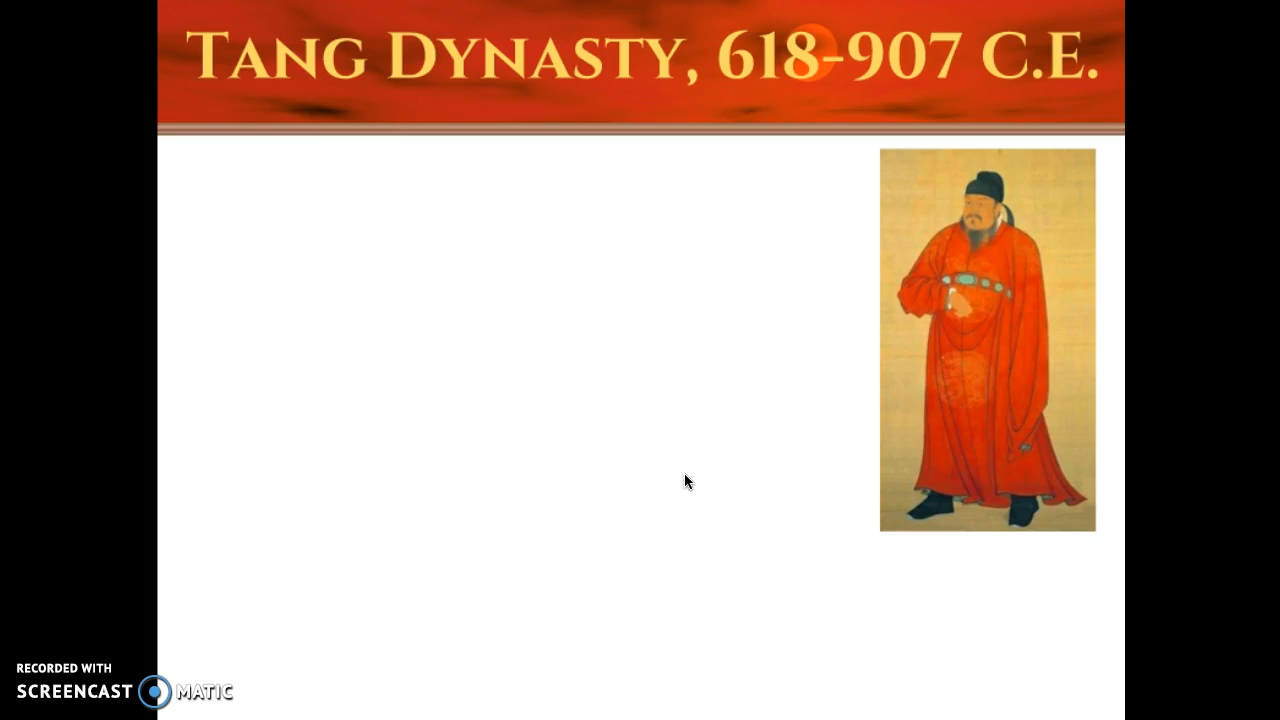 TANG DYNASTY, 618-907 C.E.
RECORDED WITH
SCREENCAST MATIC